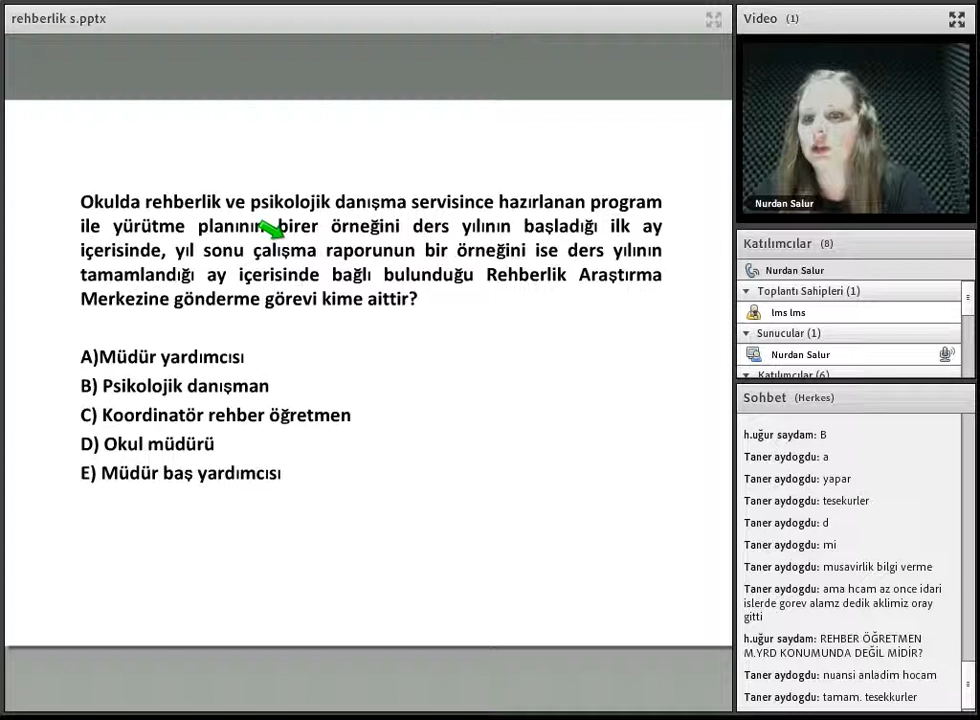 rehberlik s.pptx
Okulda rehberlik ve psikolojik danışma servisince hazırlanan program
ile yürütme planının birer örneğini ders yılının başladığı ilk ay
içerisinde, yıl sonu çalışma raporunun bir örneğini ise ders yılının
tamamlandığı ay içerisinde bağlı bulunduğu Rehberlik Araştırma
Merkezine gönderme görevi kime aittir?
A)Müdür yardımcısı
B) Psikolojik danışman
C) Koordinatör rehber öğretmen
D) Okul müdürü
E) Müdür baş yardımcısı
Video (1)
Nurdan Salur
Katılımcılar (8)
Nurdan Salur
Toplantı Sahipleri (1)
lms lms
Sunucular (1)
Nurdan Salur
Katılımcılar (6)
Sohbet (Herkes)
h.uğur saydam: B
Taner aydogdu: a
Taner aydogdu: yapar
Taner aydogdu: tesekurler
Taner aydogdu: d
Taner aydogdu: mi
Taner aydogdu: musavirlik bilgi verme
Taner aydogdu: ama hcam az once idari
islerde gorev alamz dedik aklimiz oray
gitti
h.uğur saydam: REHBER ÖĞRETMEN
M.YRD KONUMUNDA DEĞİL MİDİR?
Taner aydogdu: nuansi anladim hocam
Taner aydogdu: tamam. tesekkurler